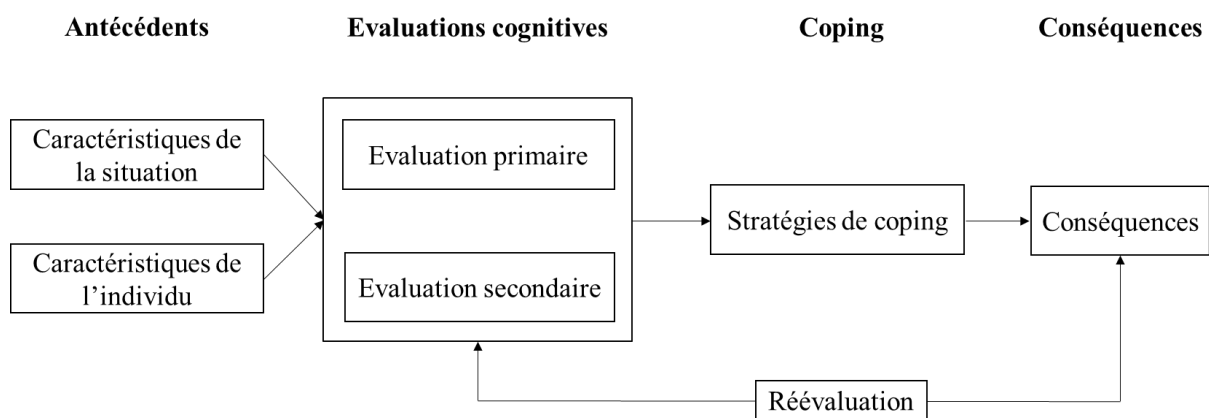 Antécédents
Evaluations cognitives
Coping
Conséquences
Caractéristiques de
la situation
Caractéristiques de
l’individu
Evaluation primaire
Evaluation secondaire
Stratégies de coping
Conséquences
Réévaluation